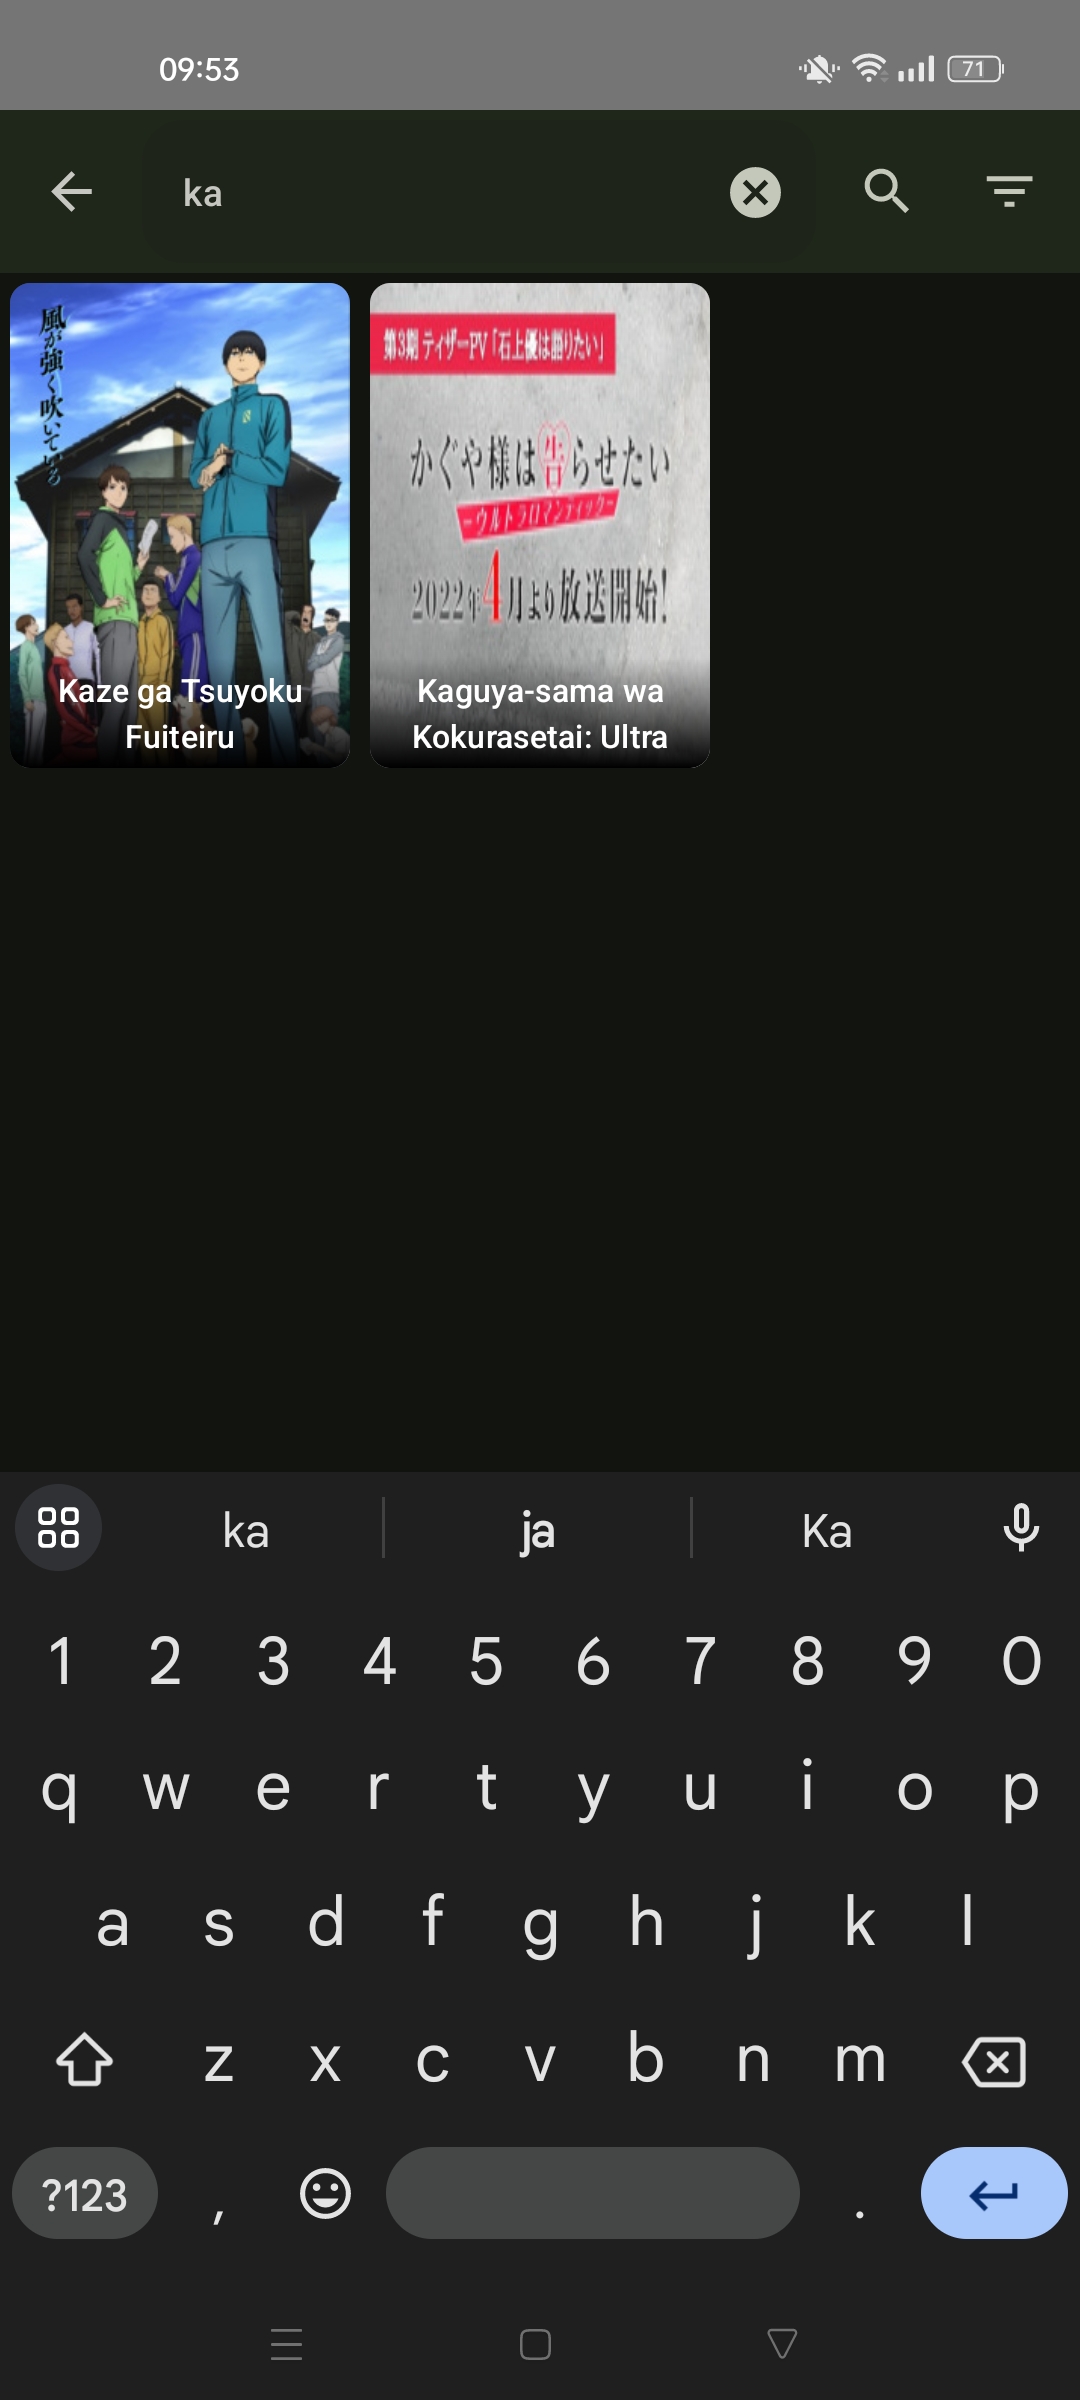 09:53
71
ka
風が強く吹いている
Kaze ga Tsuyoku
Fuiteiru
第3期 ティザーPV「石上優は語りたい」
かぐや様は告らせたい
-ウルトラロマンティック-
2022年4月より放送開始!
Kaguya-sama wa
Kokurasetai: Ultra
ka ja Ka
1 2 3 4 5 6 7 8 9 0
q w e r t y u i o p
a s d f g h j k l
z x c v b n m
?123 , .